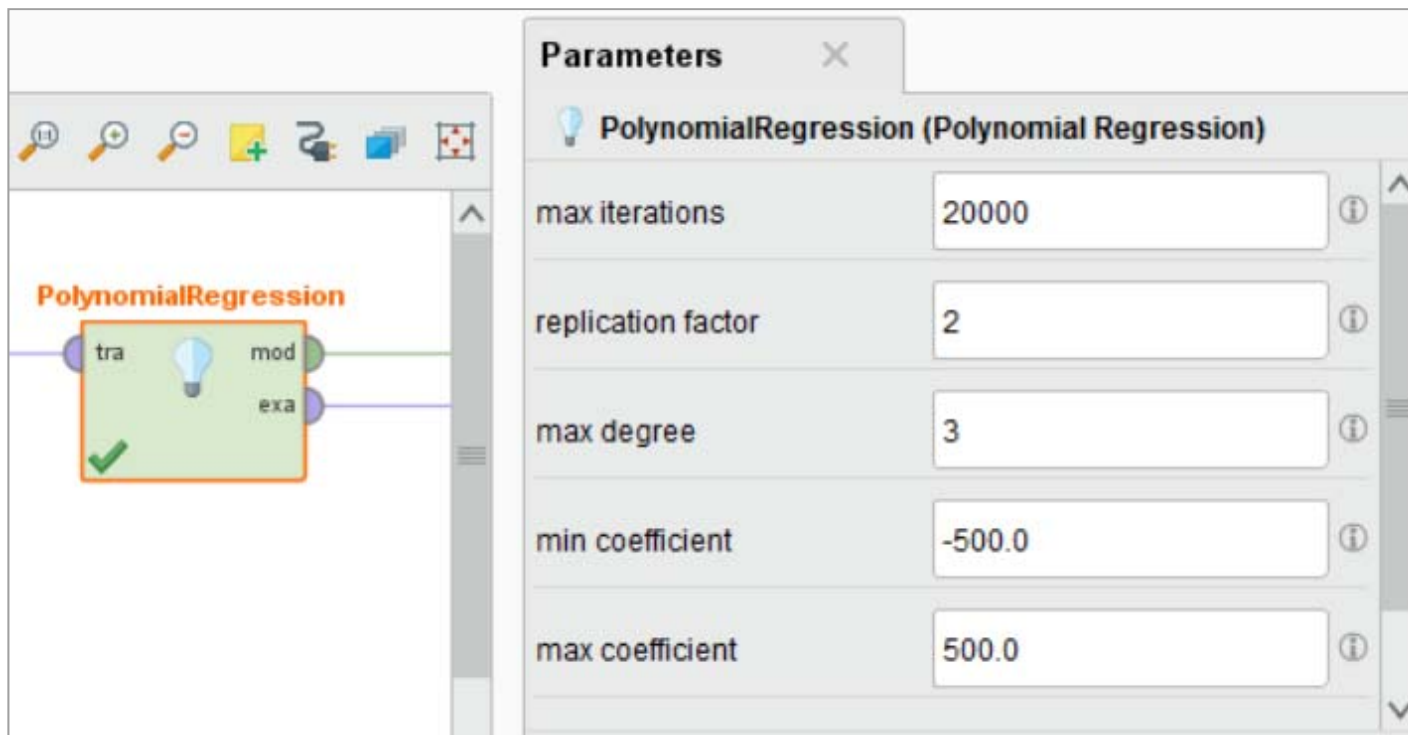 Parameters
PolynomialRegression (Polynomial Regression)
max iterations 20000
replication factor 2
max degree 3
min coefficient -500.0
max coefficient 500.0
PolynomialRegression
tra mod
exa